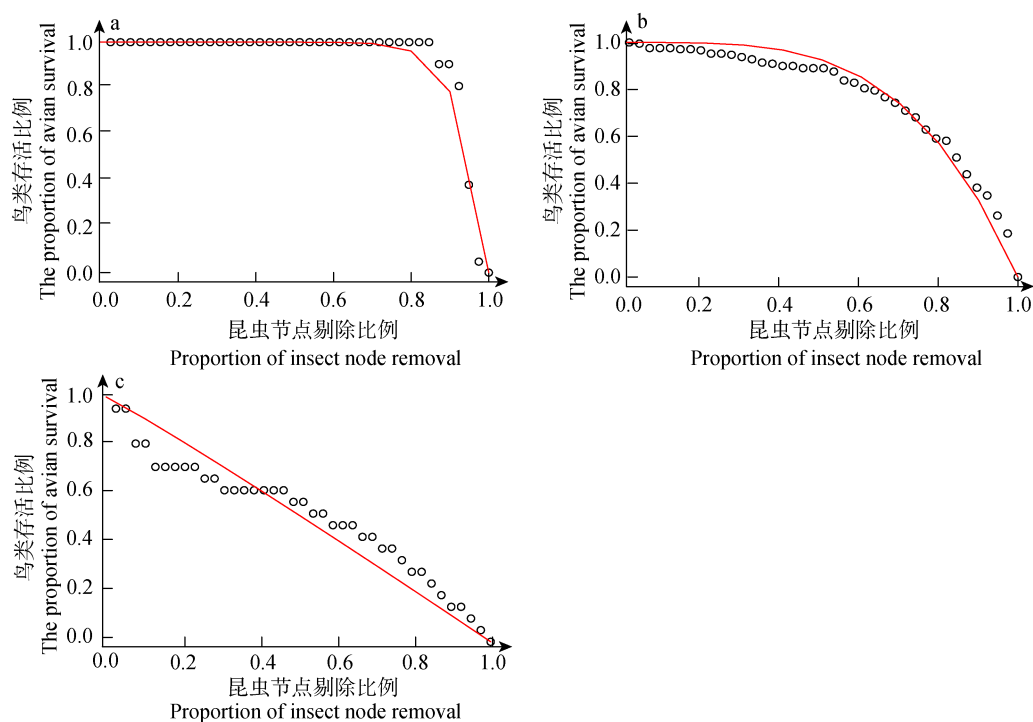 a
1.0
0.8
0.6
0.4
0.2
0.0
鸟类存活比例
The proportion of avian survival
0.0 0.2 0.4 0.6 0.8 1.0
昆虫节点剔除比例
Proportion of insect node removal
b
1.0
0.8
0.6
0.4
0.2
0.0
鸟类存活比例
The proportion of avian survival
0.0 0.2 0.4 0.6 0.8 1.0
昆虫节点剔除比例
Proportion of insect node removal
c
1.0
0.8
0.6
0.4
0.2
0.0
鸟类存活比例
The proportion of avian survival
0.0 0.2 0.4 0.6 0.8 1.0
昆虫节点剔除比例
Proportion of insect node removal